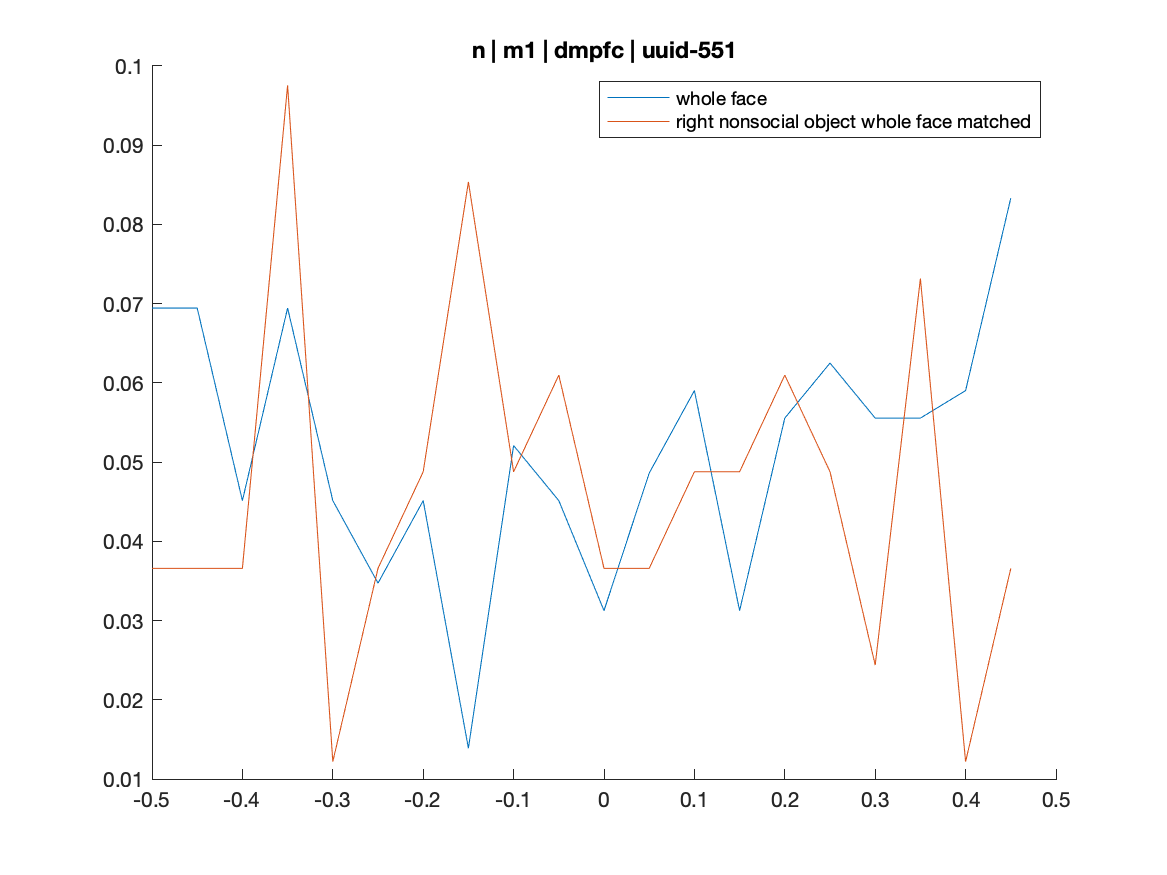 n | m1 | dmpfc | uuid-551
whole face
right nonsocial object whole face matched
0.1
0.09
0.08
0.07
0.06
0.05
0.04
0.03
0.02
0.01
-0.5 -0.4 -0.3 -0.2 -0.1 0 0.1 0.2 0.3 0.4 0.5